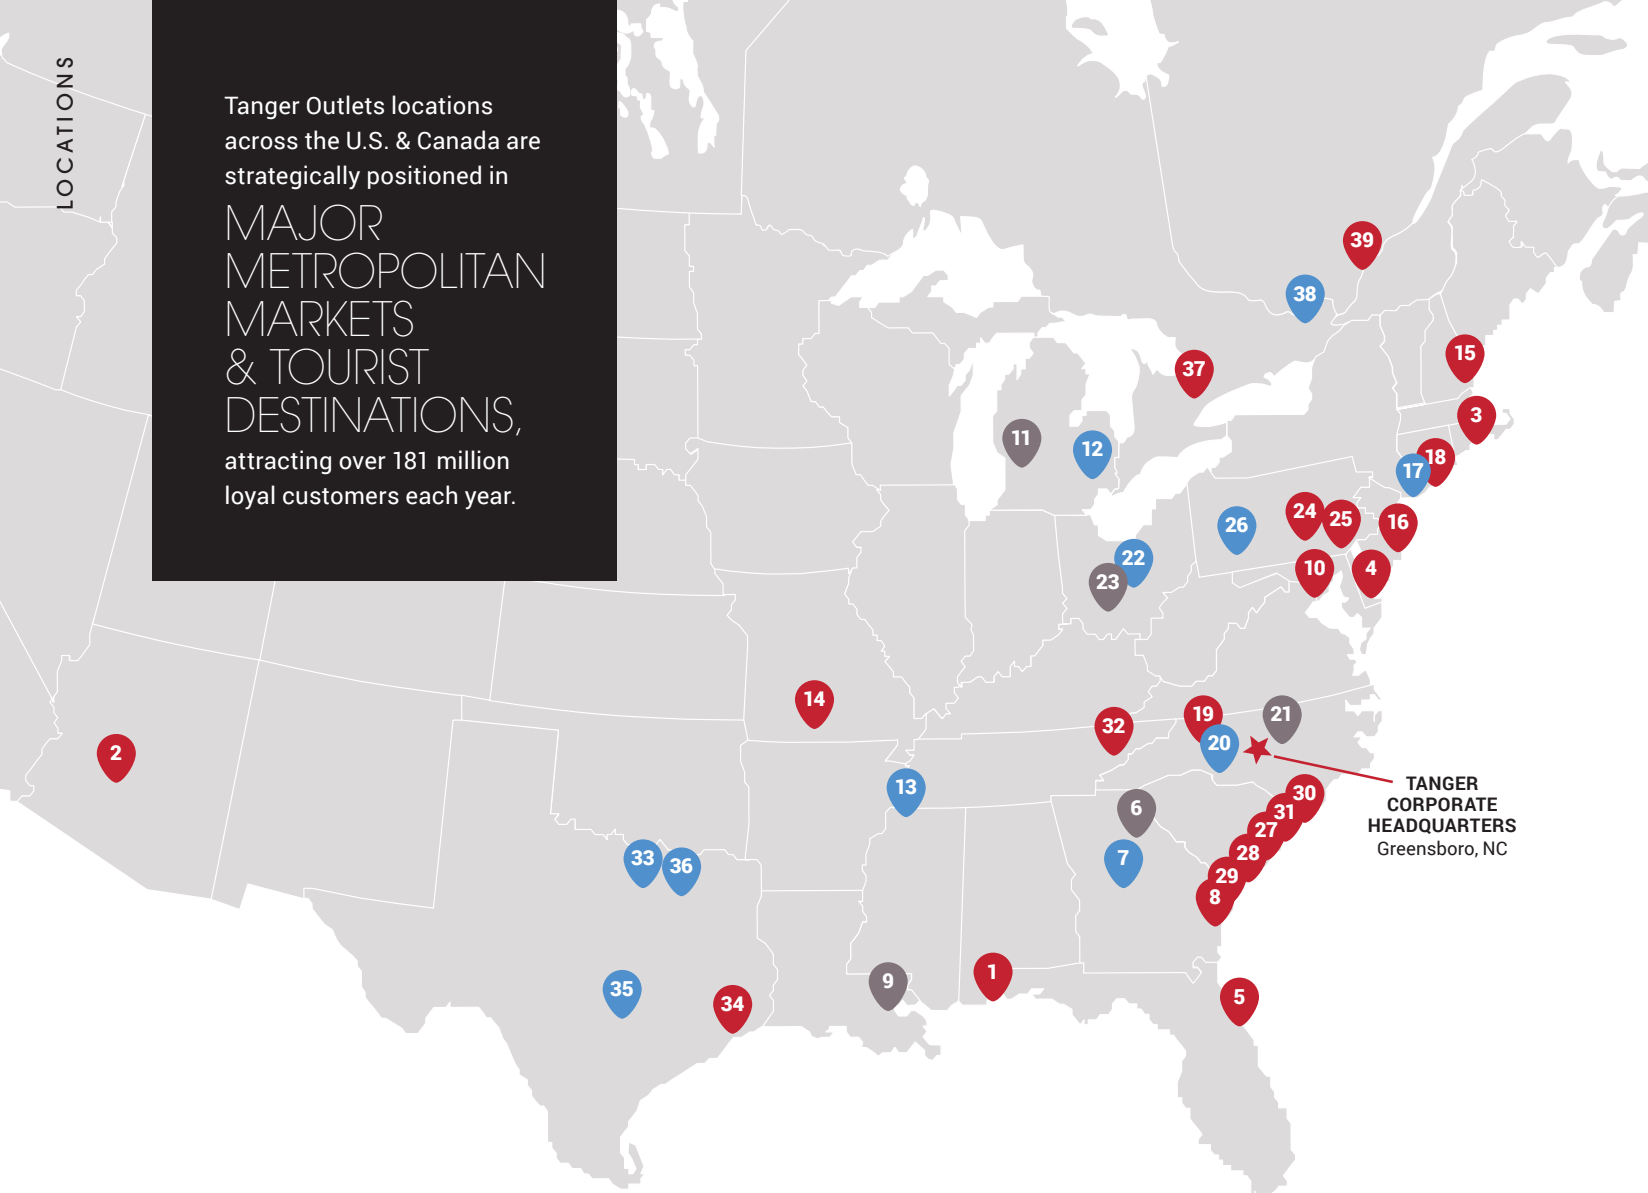 LOCATIONS
Tanger Outlets locations
across the U.S. & Canada are
strategically positioned in
MAJOR
METROPOLITAN
MARKETS
& TOURIST
DESTINATIONS,
attracting over 181 million
loyal customers each year.
39
38
15
37
3
11
12
18
17
24
25
16
26
22
10
4
23
14
19
21
32
20
2
TANGER
CORPORATE
HEADQUARTERS
Greensboro, NC
13
30
6
31
27
33
36
7
28
29
8
9
1
35
34
5